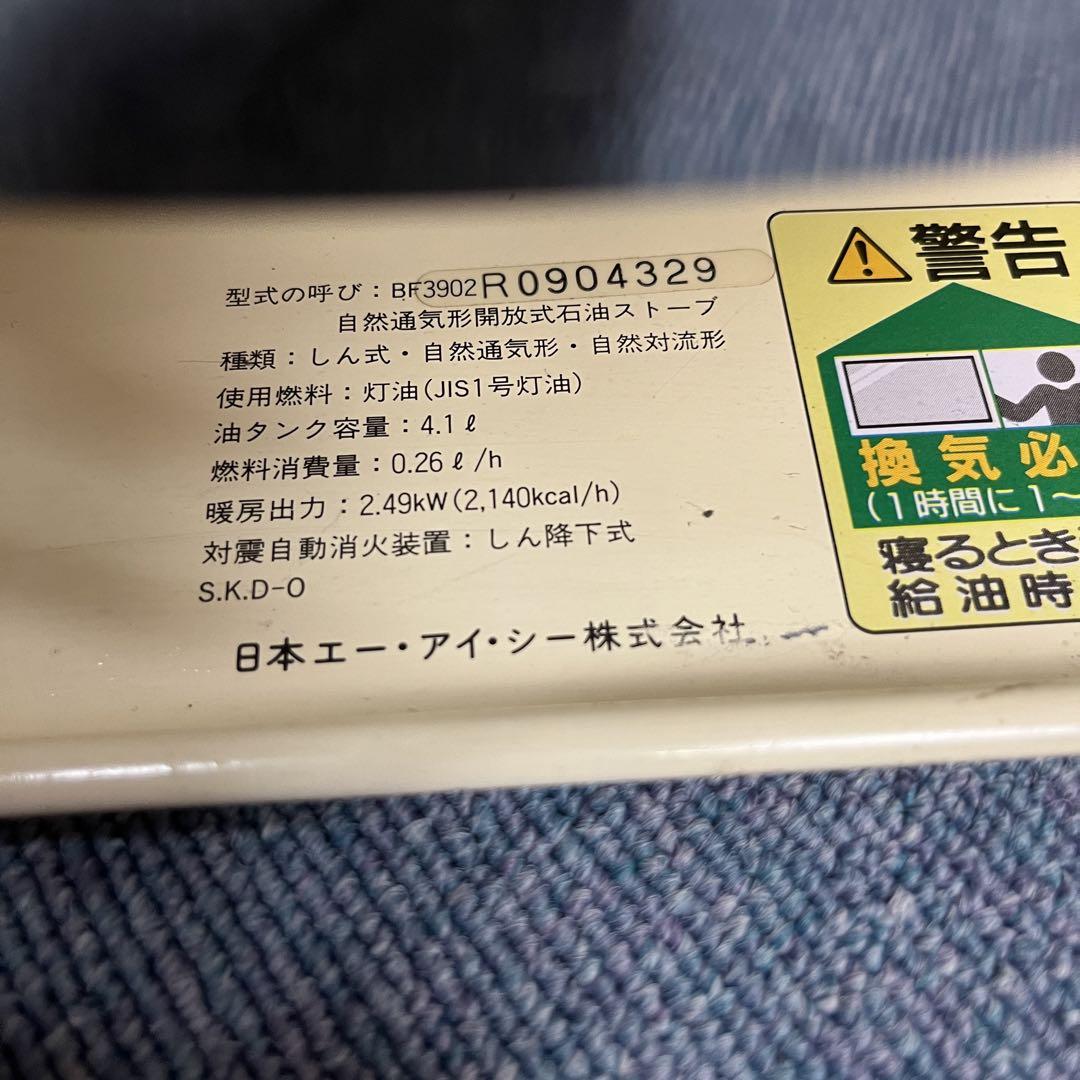 型式の呼び：BF3902 R0904329
自然通気形開放式石油ストーブ
種類：しん式・自然通気形・自然対流形
使用燃料：灯油(JIS1号灯油)
油タンク容量：4.1ℓ
燃料消費量：0.26ℓ/h
暖房出力：2.49kW(2,140kcal/h)
対震自動消火装置：しん降下式
S.K.D-O
日本エー・アイ・シー株式会社
警告
換気必
(1時間に1〜
寝るとき
給油時